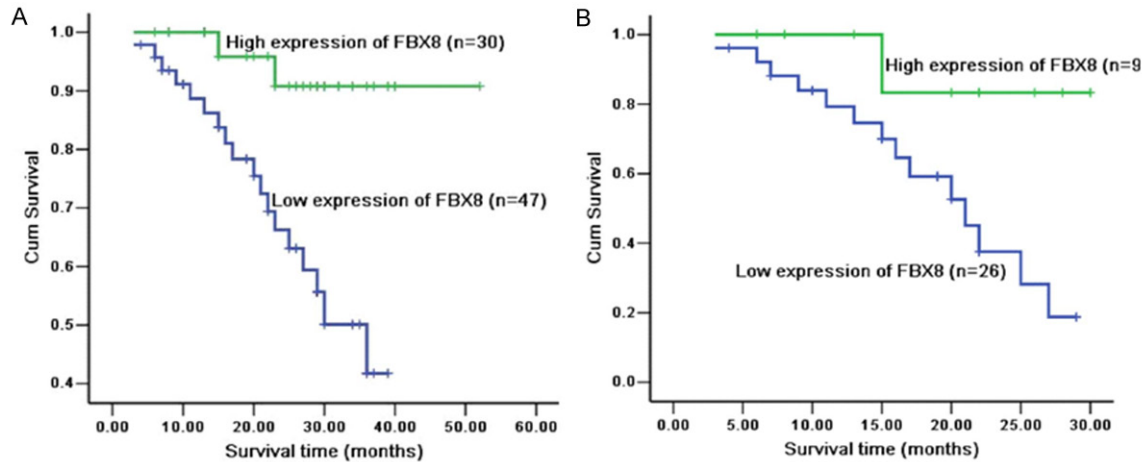 A
1.0
0.9
0.8
0.7
0.6
0.5
0.4
Cum Survival
High expression of FBX8 (n=30)
Low expression of FBX8 (n=47)
0.00 10.00 20.00 30.00 40.00 50.00 60.00
Survival time (months)
B
1.0
0.8
0.6
0.4
0.2
0.0
Cum Survival
High expression of FBX8 (n=9
Low expression of FBX8 (n=26)
0.00 5.00 10.00 15.00 20.00 25.00 30.00
Survival time (months)